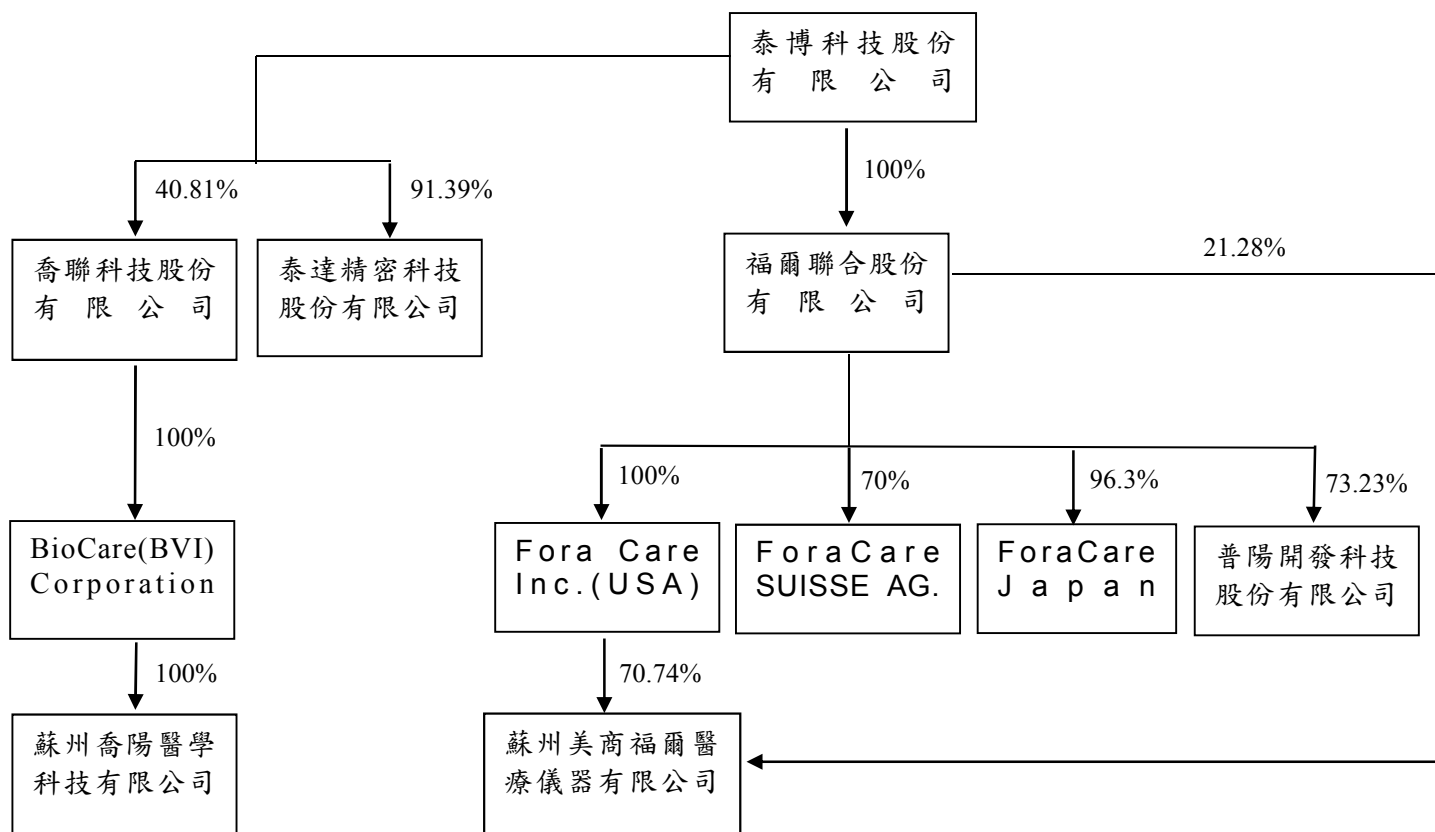 泰博科技股份
有限公司
100%
40.81%
91.39%
喬聯科技股份
有限公司
泰達精密科技
股份有限公司
福爾聯合股份
有限公司
21.28%
100%
100%
70%
96.3%
73.23%
BioCare(BVI)
Corporation
Fora Care
Inc.(USA)
ForaCare
SUISSE AG.
ForaCare
Japan
普陽開發科技
股份有限公司
100%
70.74%
蘇州喬陽醫學
科技有限公司
蘇州美商福爾醫
療儀器有限公司